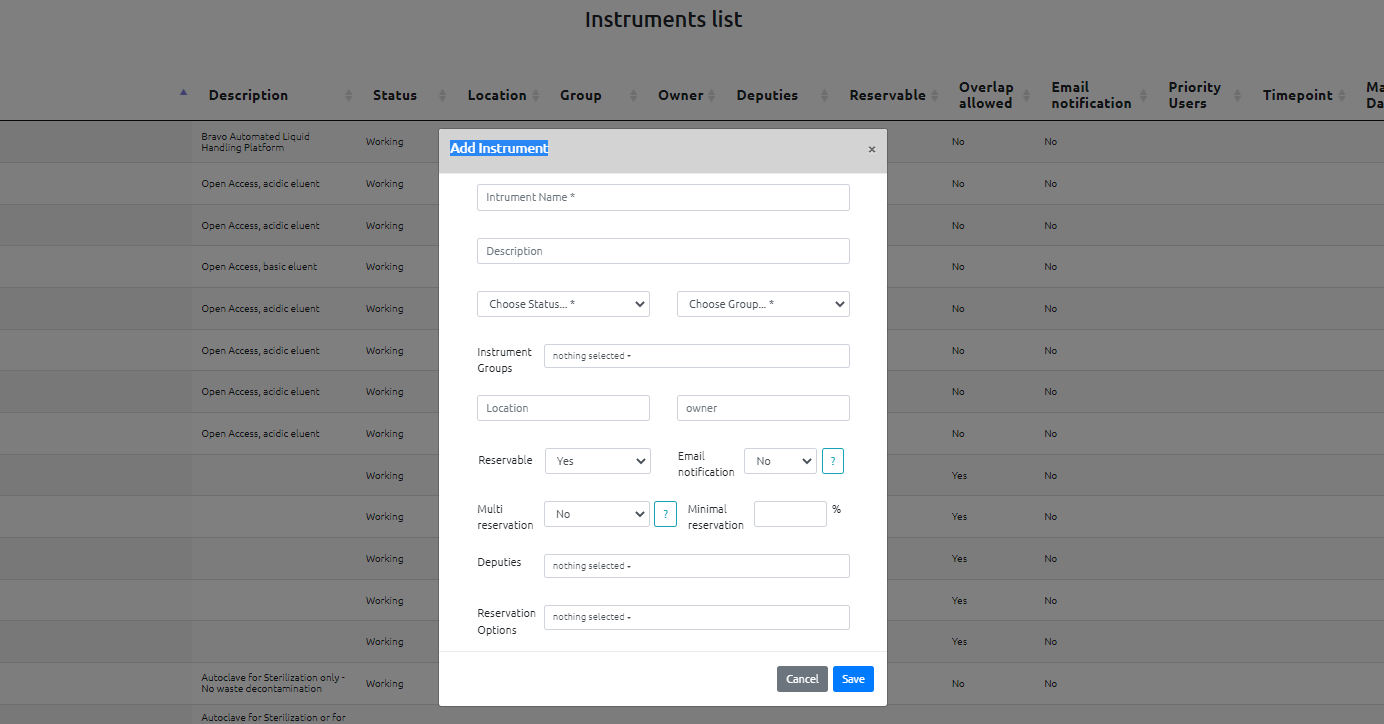 Instruments list
Description Status Location Group Owner Deputies Reservable Overlap allowed Email notification Priority Users Timepoint Ma
Da
Bravo Automated Liquid
Handling Platform Working No No
Open Access, acidic eluent Working No No
Open Access, acidic eluent Working No No
Open Access, basic eluent Working No No
Open Access, acidic eluent Working No No
Open Access, acidic eluent Working No No
Open Access, acidic eluent Working No No
Open Access, acidic eluent Working No No
Working Yes No
Working Yes No
Working Yes No
Working Yes No
Working Yes No
Autoclave for Sterilization only -
No waste decontamination Working No No
Autoclave for Sterilization or for
Add Instrument ×
Intrument Name *
Description
Choose Status... * Choose Group... *
Instrument
Groups nothing selected
Location owner
Reservable Yes Email
notification No ?
Multi
reservation No ? Minimal
reservation %
Deputies nothing selected
Reservation
Options nothing selected
Cancel Save